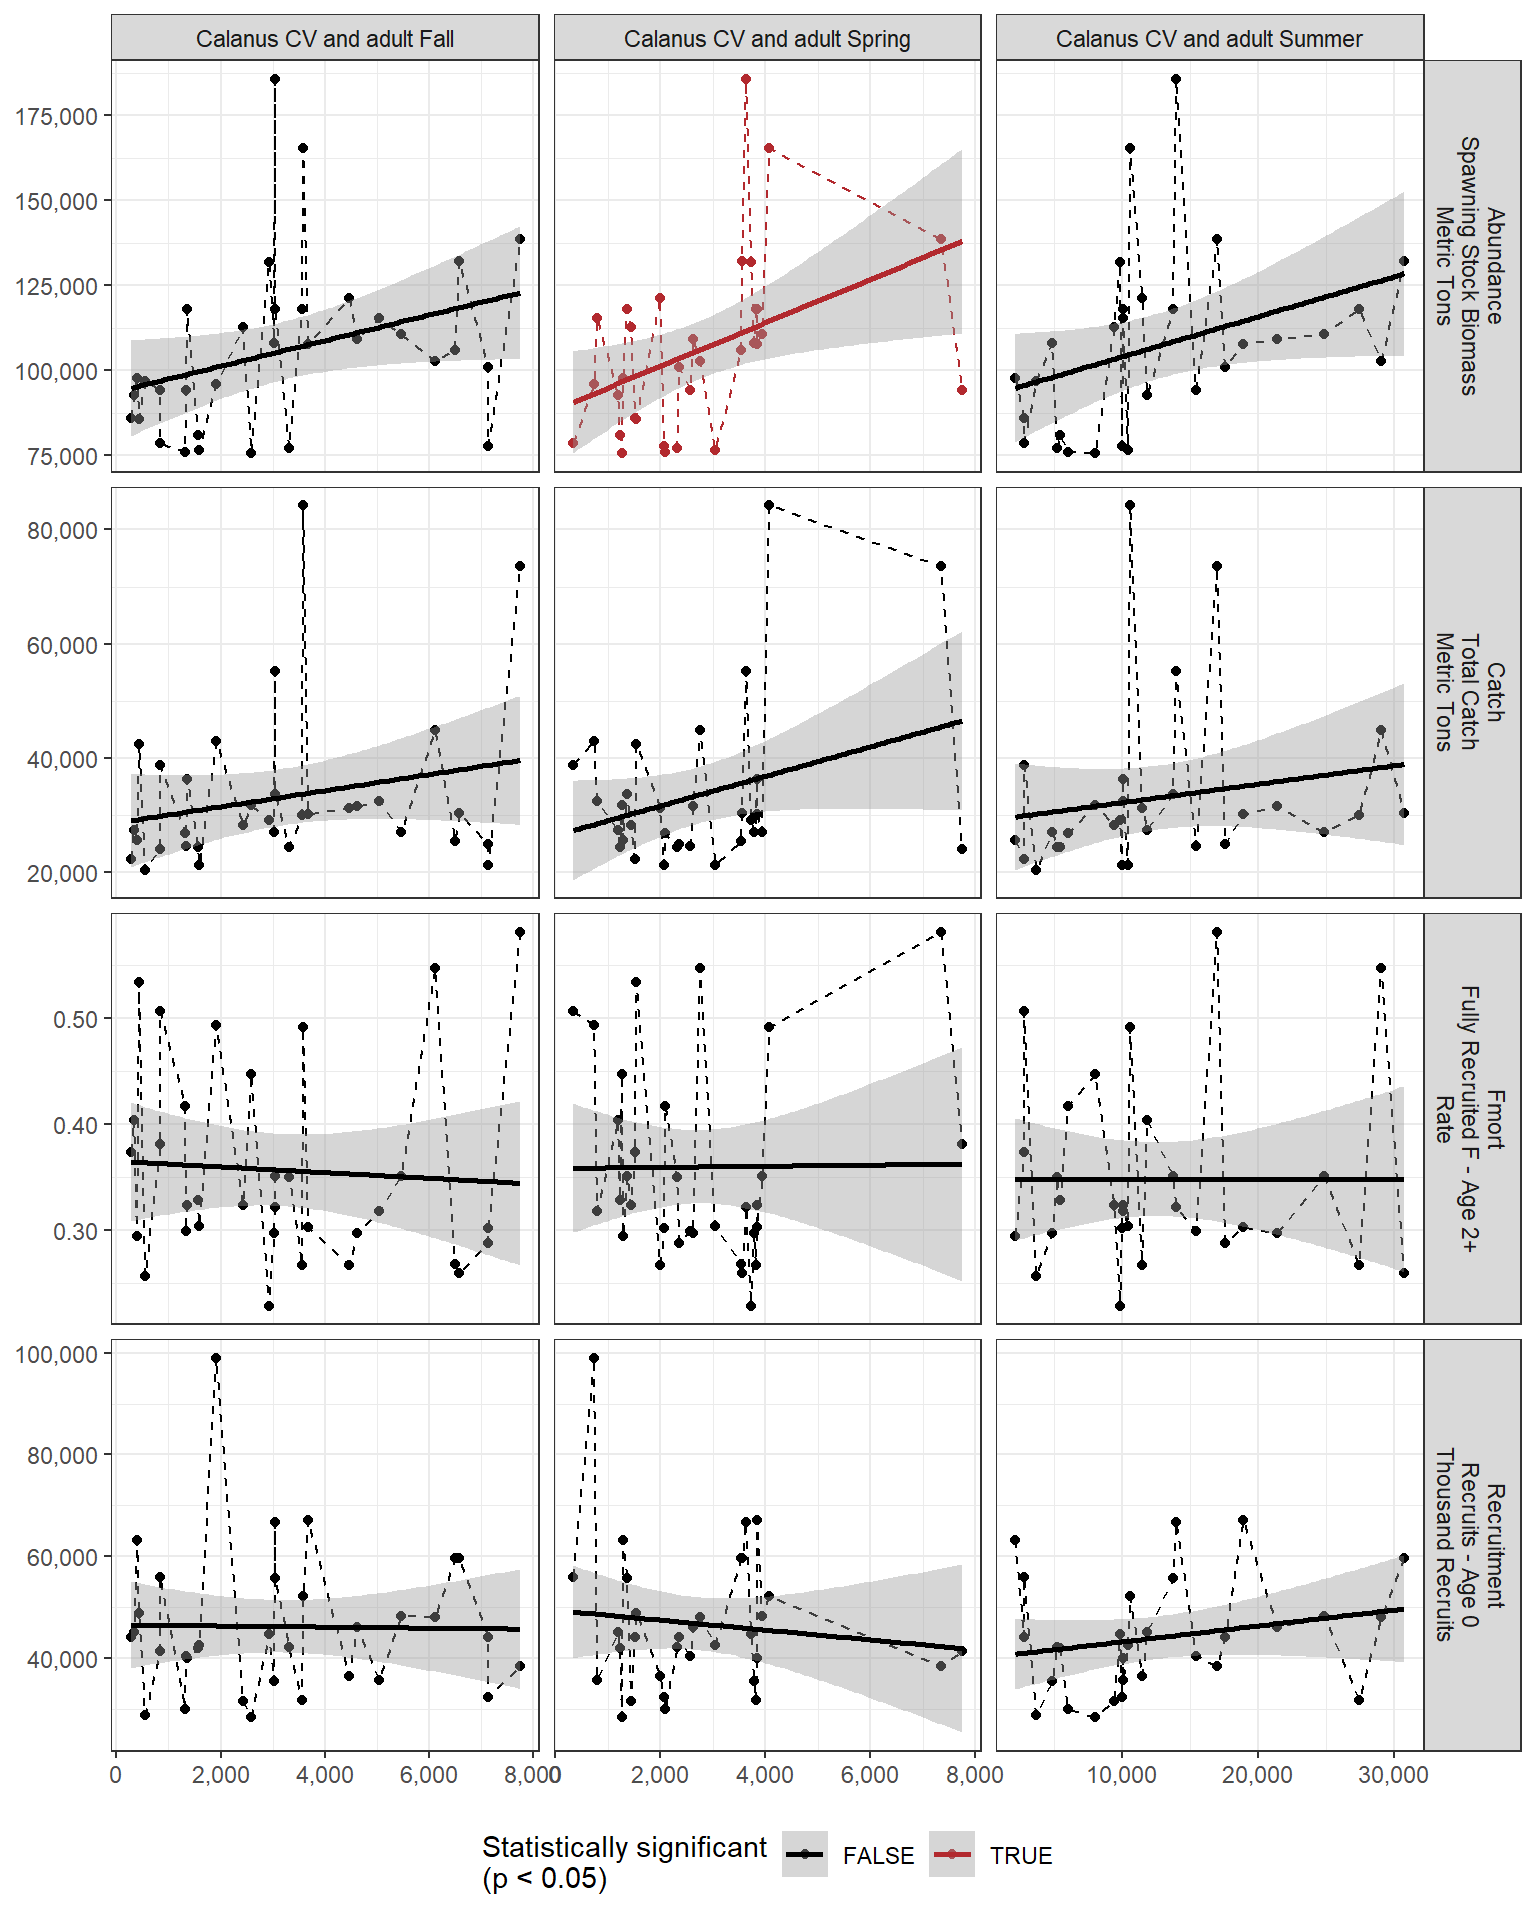 Calanus CV and adult Fall
Calanus CV and adult Spring
Calanus CV and adult Summer
175,000
150,000
125,000
100,000
75,000
Abundance
Spawning Stock Biomass
Metric Tons
80,000
60,000
40,000
20,000
Catch
Total Catch
Metric Tons
0.50
0.40
0.30
Fmort
Fully Recruited F - Age 2+
Rate
100,000
80,000
60,000
40,000
Recruitment
Recruits - Age 0
Thousand Recruits
0 2,000 4,000 6,000 8,000
0 2,000 4,000 6,000 8,000
10,000 20,000 30,000
Statistically significant
(p < 0.05)
FALSE
TRUE